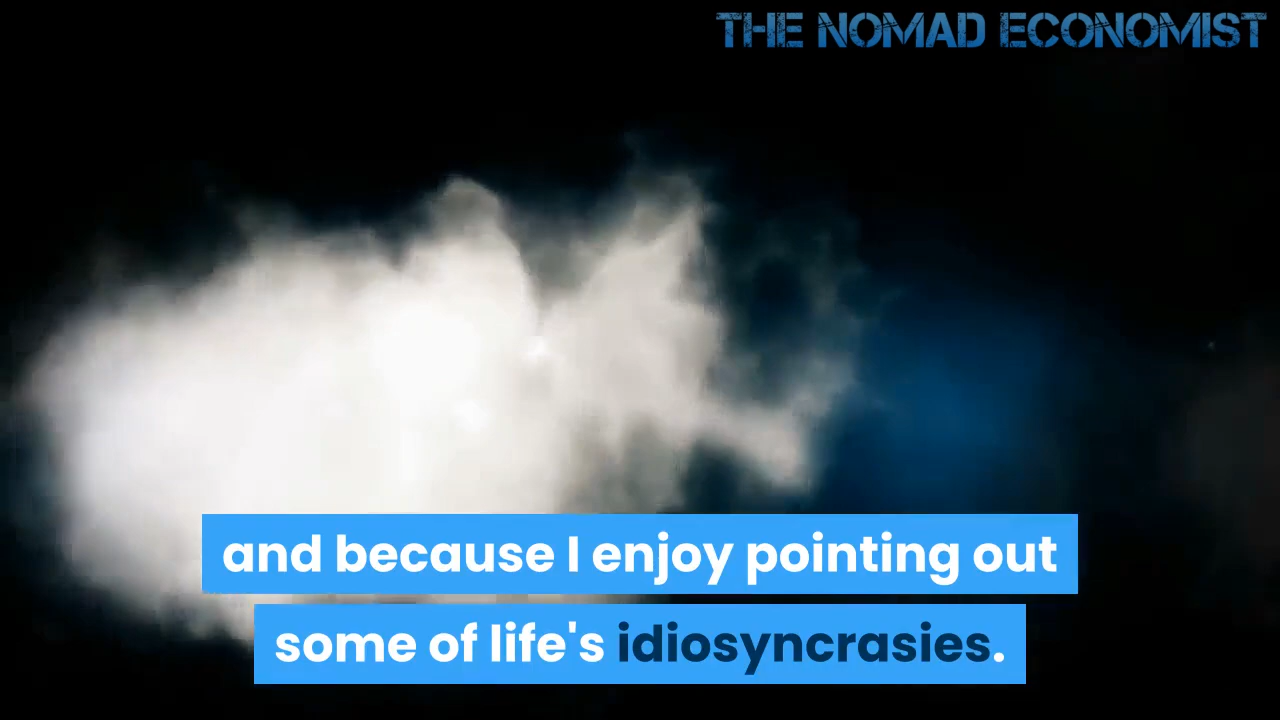 THE NOMAD ECONOMIST
and because I enjoy pointing out
some of life's idiosyncrasies.